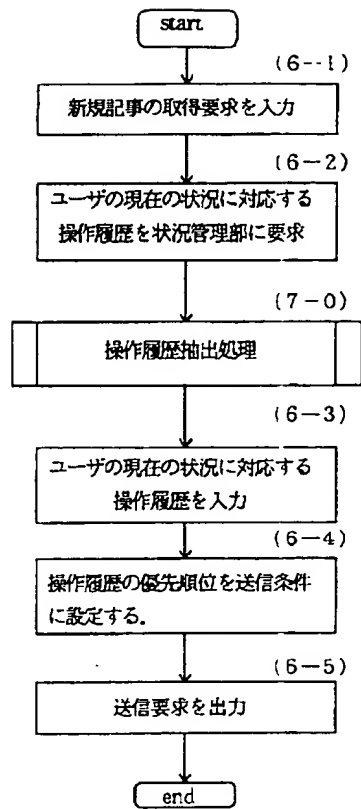 start
(6-1)
新規記事の取得要求を入力
(6-2)
ユーザの現在の状況に対応する
操作履歴を状況管理部に要求
(7-0)
操作履歴抽出処理
(6-3)
ユーザの現在の状況に対応する
操作履歴を入力
(6-4)
操作履歴の優先順位を送信条件
に設定する。
(6-5)
送信要求を出力
end